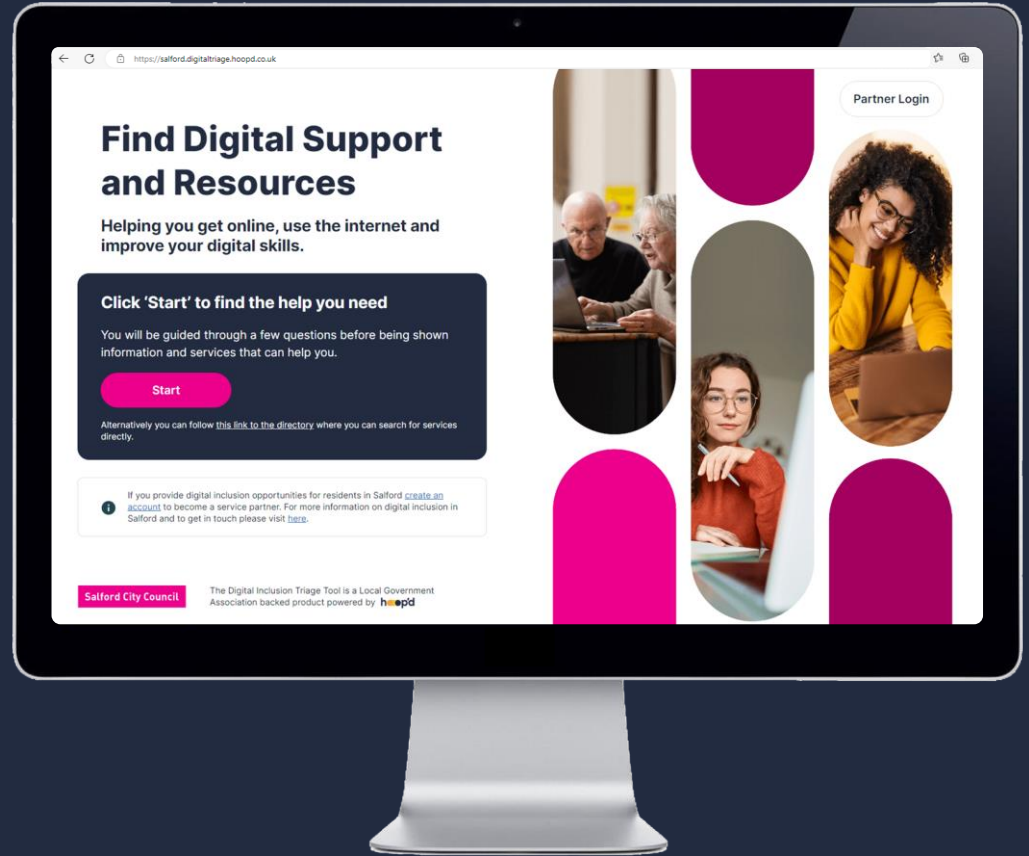 https://salford.digitaltriage.hoopd.co.uk
Partner Login
Find Digital Support
and Resources
Helping you get online, use the internet and
improve your digital skills.
Click ‘Start’ to find the help you need
You will be guided through a few questions before being shown
information and services that can help you.
Start
Alternatively you can follow this link to the directory where you can search for services
directly.
If you provide digital inclusion opportunities for residents in Salford create an
account to become a service partner. For more information on digital inclusion in
Salford and to get in touch please visit here.
Salford City Council
The Digital Inclusion Triage Tool is a Local Government
Association backed product powered by hoop'd